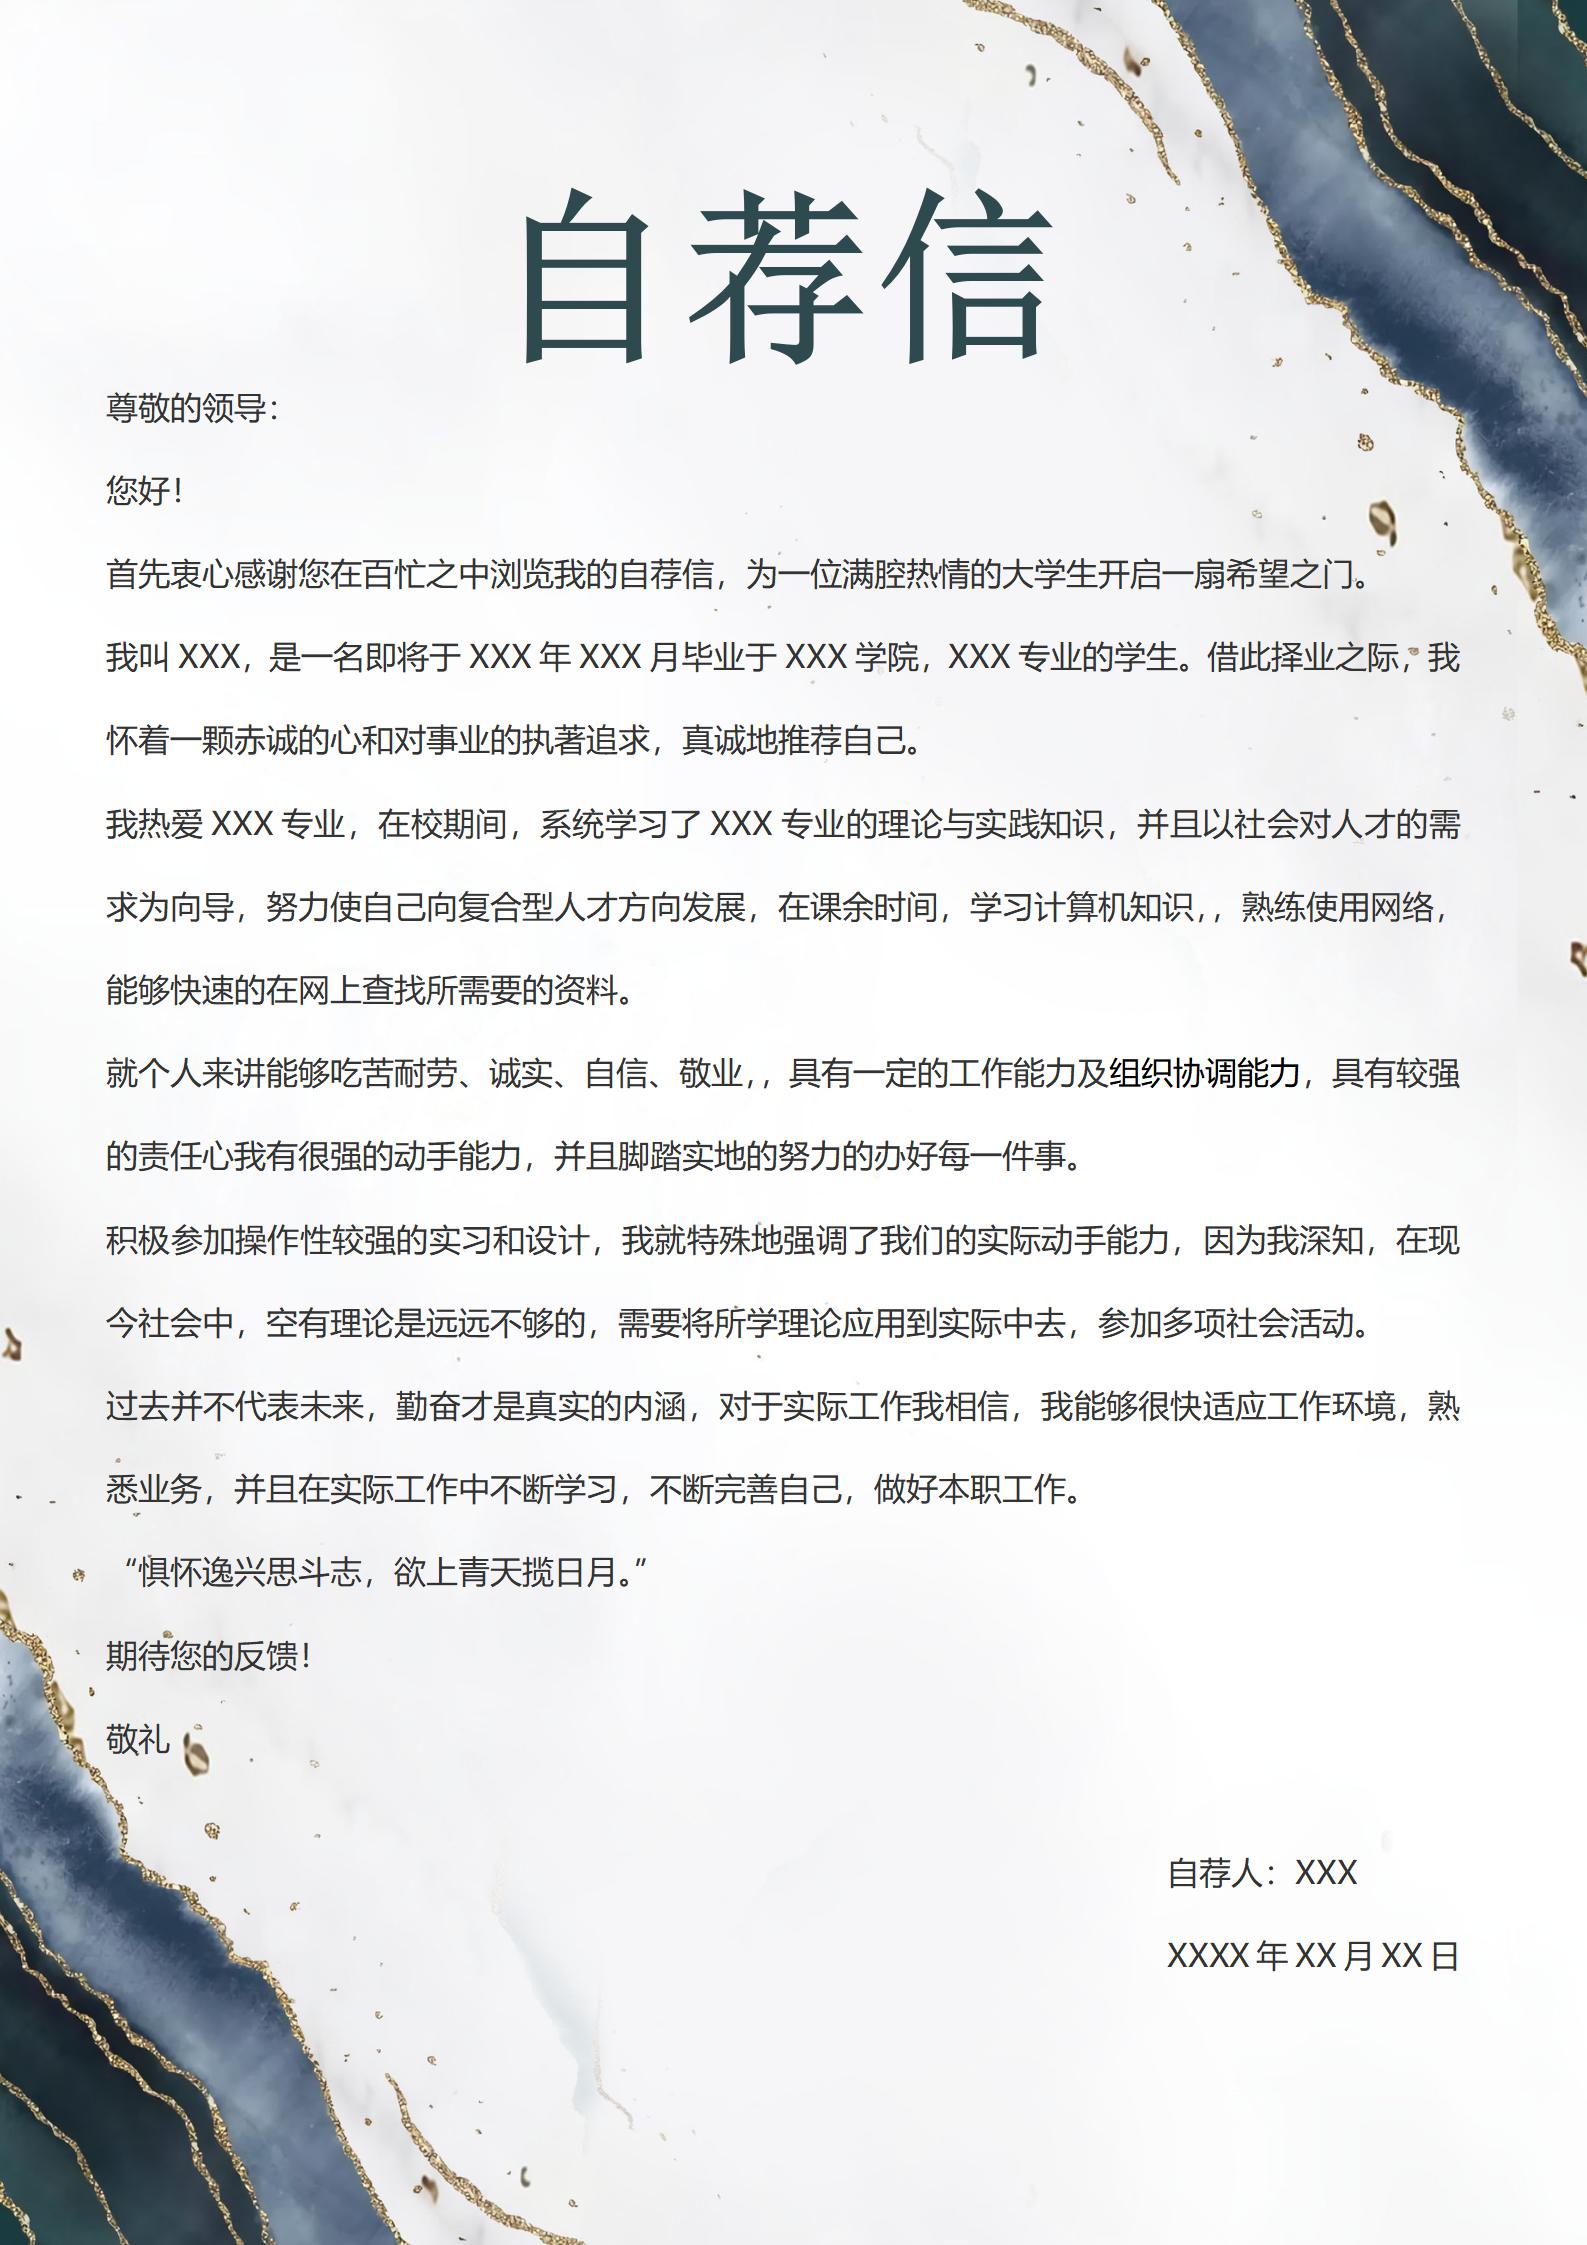 自荐信
尊敬的领导：
您好！
首先衷心感谢您在百忙之中浏览我的自荐信，为一位满腔热情的大学生开启一扇希望之门。
我叫 XXX，是一名即将于 XXX 年 XXX 月毕业于 XXX 学院，XXX 专业的学生。借此择业之际，我
怀着一颗赤诚的心和对事业的执著追求，真诚地推荐自己。
我热爱 XXX 专业，在校期间，系统学习了 XXX 专业的理论与实践知识，并且以社会对人才的需
求为向导，努力使自己向复合型人才方向发展，在课余时间，学习计算机知识，，熟练使用网络，
能够快速的在网上查找所需要的资料。
就个人来讲能够吃苦耐劳、诚实、自信、敬业，，具有一定的工作能力及组织协调能力，具有较强
的责任心我有很强的动手能力，并且脚踏实地的努力的办好每一件事。
积极参加操作性较强的实习和设计，我就特殊地强调了我们的实际动手能力，因为我深知，在现
今社会中，空有理论是远远不够的，需要将所学理论应用到实际中去，参加多项社会活动。
过去并不代表未来，勤奋才是真实的内涵，对于实际工作我相信，我能够很快适应工作环境，熟
悉业务，并且在实际工作中不断学习，不断完善自己，做好本职工作。
“惧怀逸兴思斗志，欲上青天揽日月。”
期待您的反馈！
敬礼
自荐人：XXX
XXXX 年 XX 月 XX 日